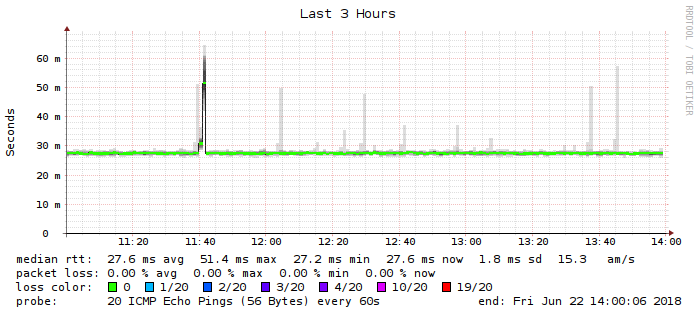 Last 3 Hours
RRDTOOL / TOBI OETIKER
Seconds
60 m
50 m
40 m
30 m
20 m
10 m
0
11:20 11:40 12:00 12:20 12:40 13:00 13:20 13:40 14:00
median rtt: 27.6 ms avg 51.4 ms max 27.2 ms min 27.6 ms now 1.8 ms sd 15.3 am/s
packet loss: 0.00 % avg 0.00 % max 0.00 % min 0.00 % now
loss color: 0 1/20 2/20 3/20 4/20 10/20 19/20
probe: 20 ICMP Echo Pings (56 Bytes) every 60s end: Fri Jun 22 14:00:06 2018